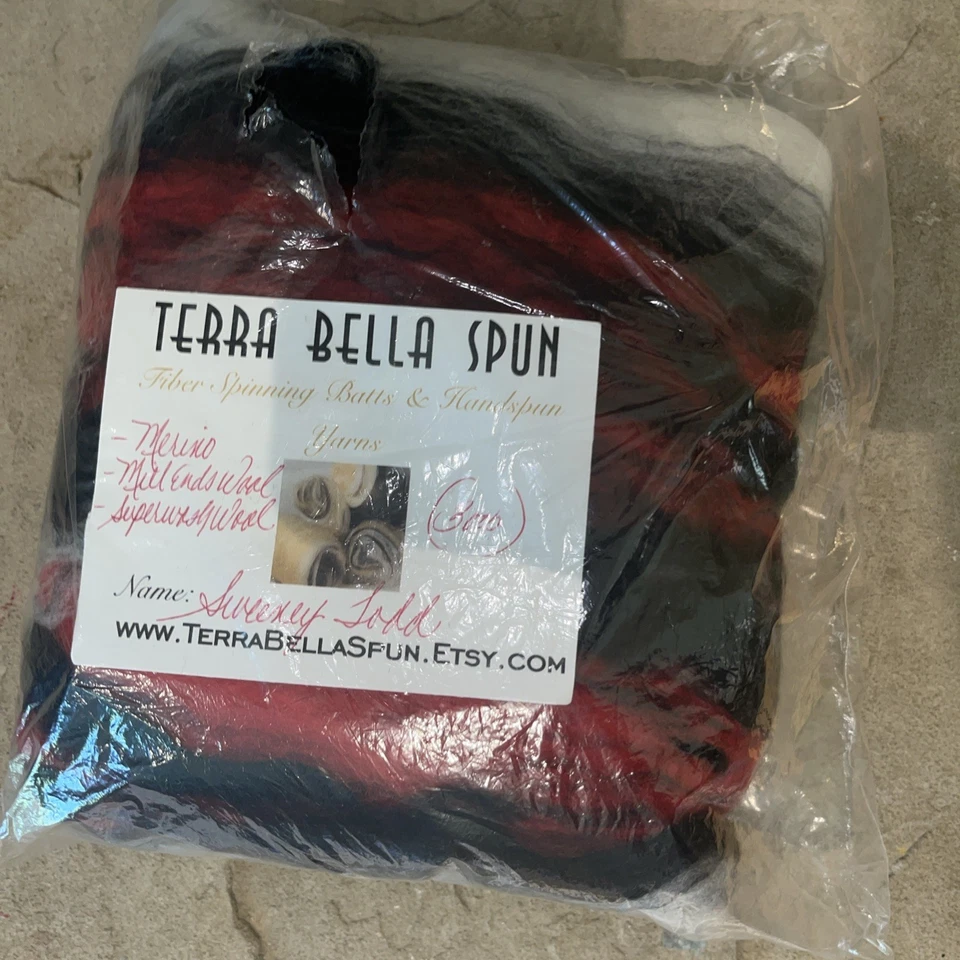 TERRA BELLA SPUN
Fiber Spinning Batts & Handspun
Yarns
- Merino
- Mill Ends Wool
- Superwash Wool
Name: Sweeney Todd
www.TerraBellaSpun.Etsy.com